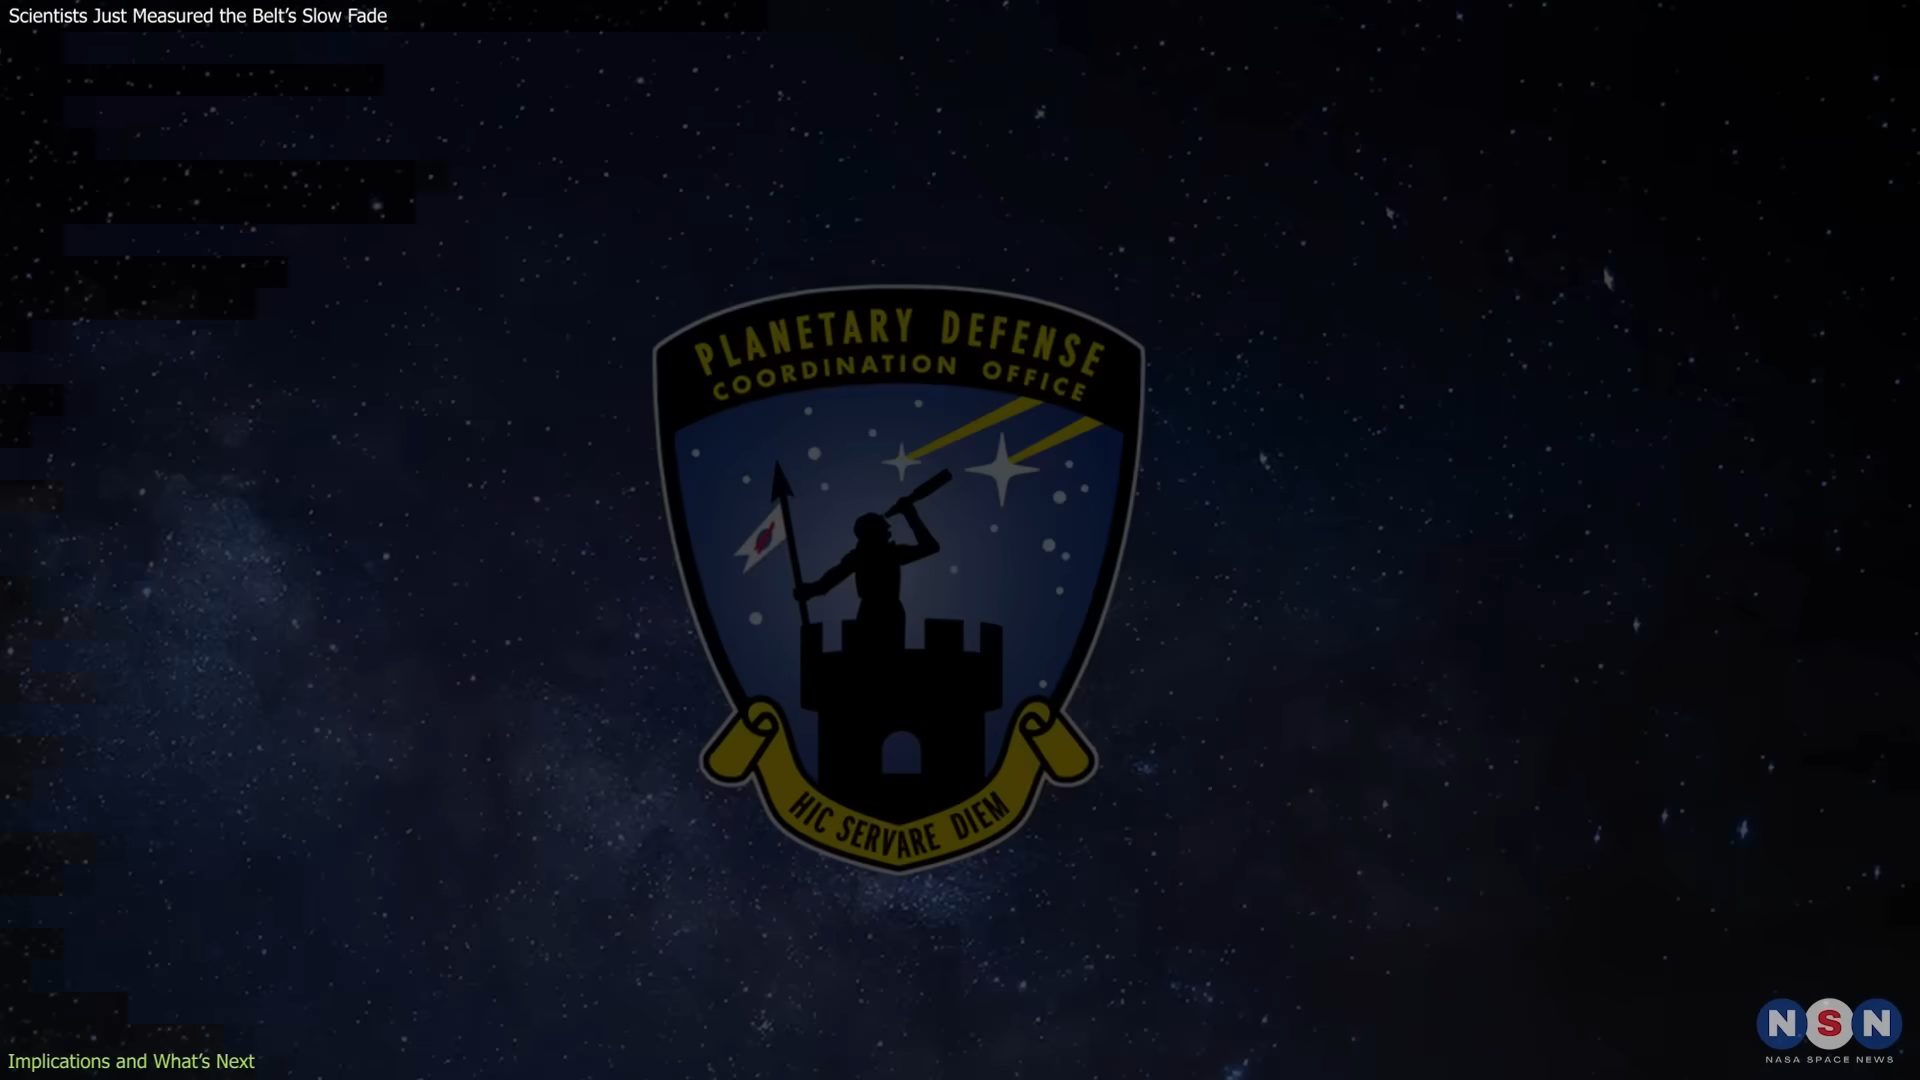 Scientists Just Measured the Belt’s Slow Fade
PLANETARY DEFENSE
COORDINATION OFFICE
HIC SERVARE DIEM
Implications and What’s Next
NSN
NASA SPACE NEWS